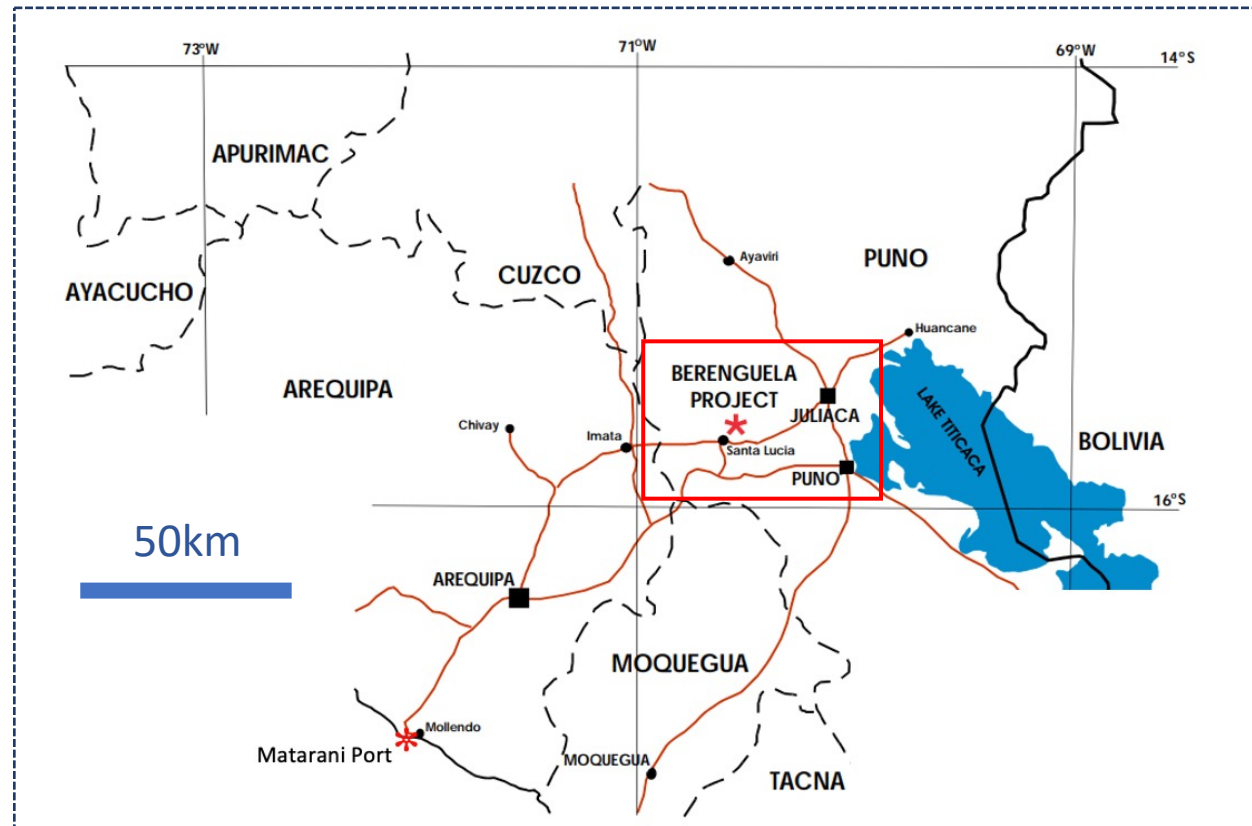 73°W
71°W
69°W
14°S
APURIMAC
AYACUCHO
CUZCO
Ayaviri
PUNO
Huancane
AREQUIPA
BERENGUELA
PROJECT
JULIACA
LAKE TITICACA
Chivay
Imata
Santa Lucia
BOLIVIA
PUNO
16°S
50km
AREQUIPA
MOQUEGUA
Mollendo
Matarani Port
MOQUEGUA
TACNA